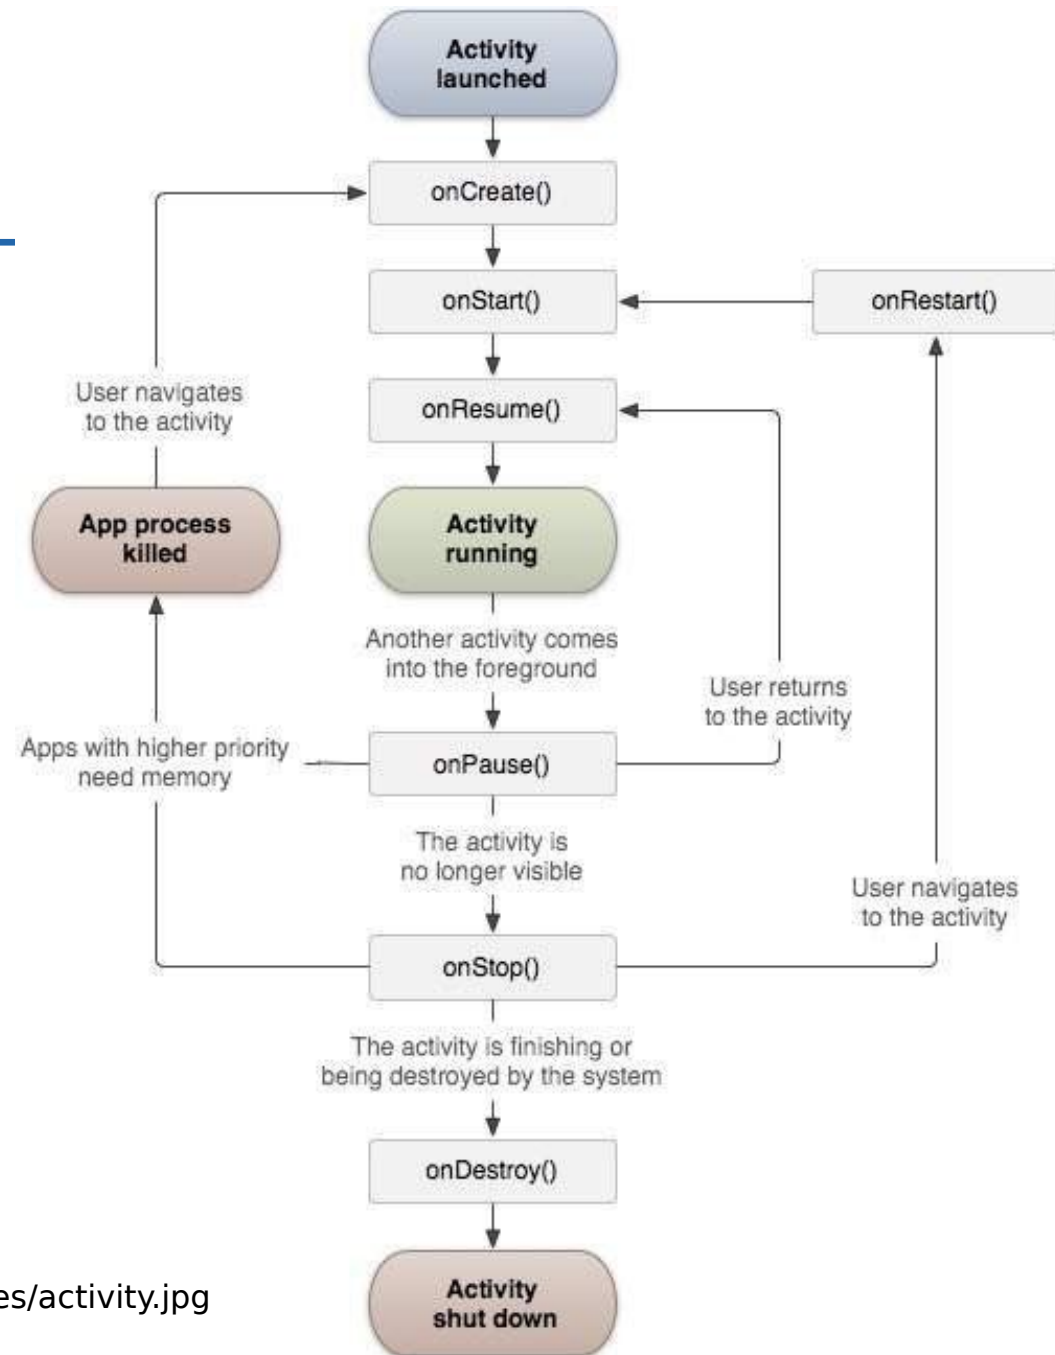 Activity
launched
onCreate()
onStart()
onRestart()
User navigates
to the activity
onResume()
App process
killed
Activity
running
Another activity comes
into the foreground
User returns
to the activity
Apps with higher priority
need memory
onPause()
The activity is
no longer visible
User navigates
to the activity
onStop()
The activity is finishing or
being destroyed by the system
onDestroy()
Activity
shut down
es/activity.jpg